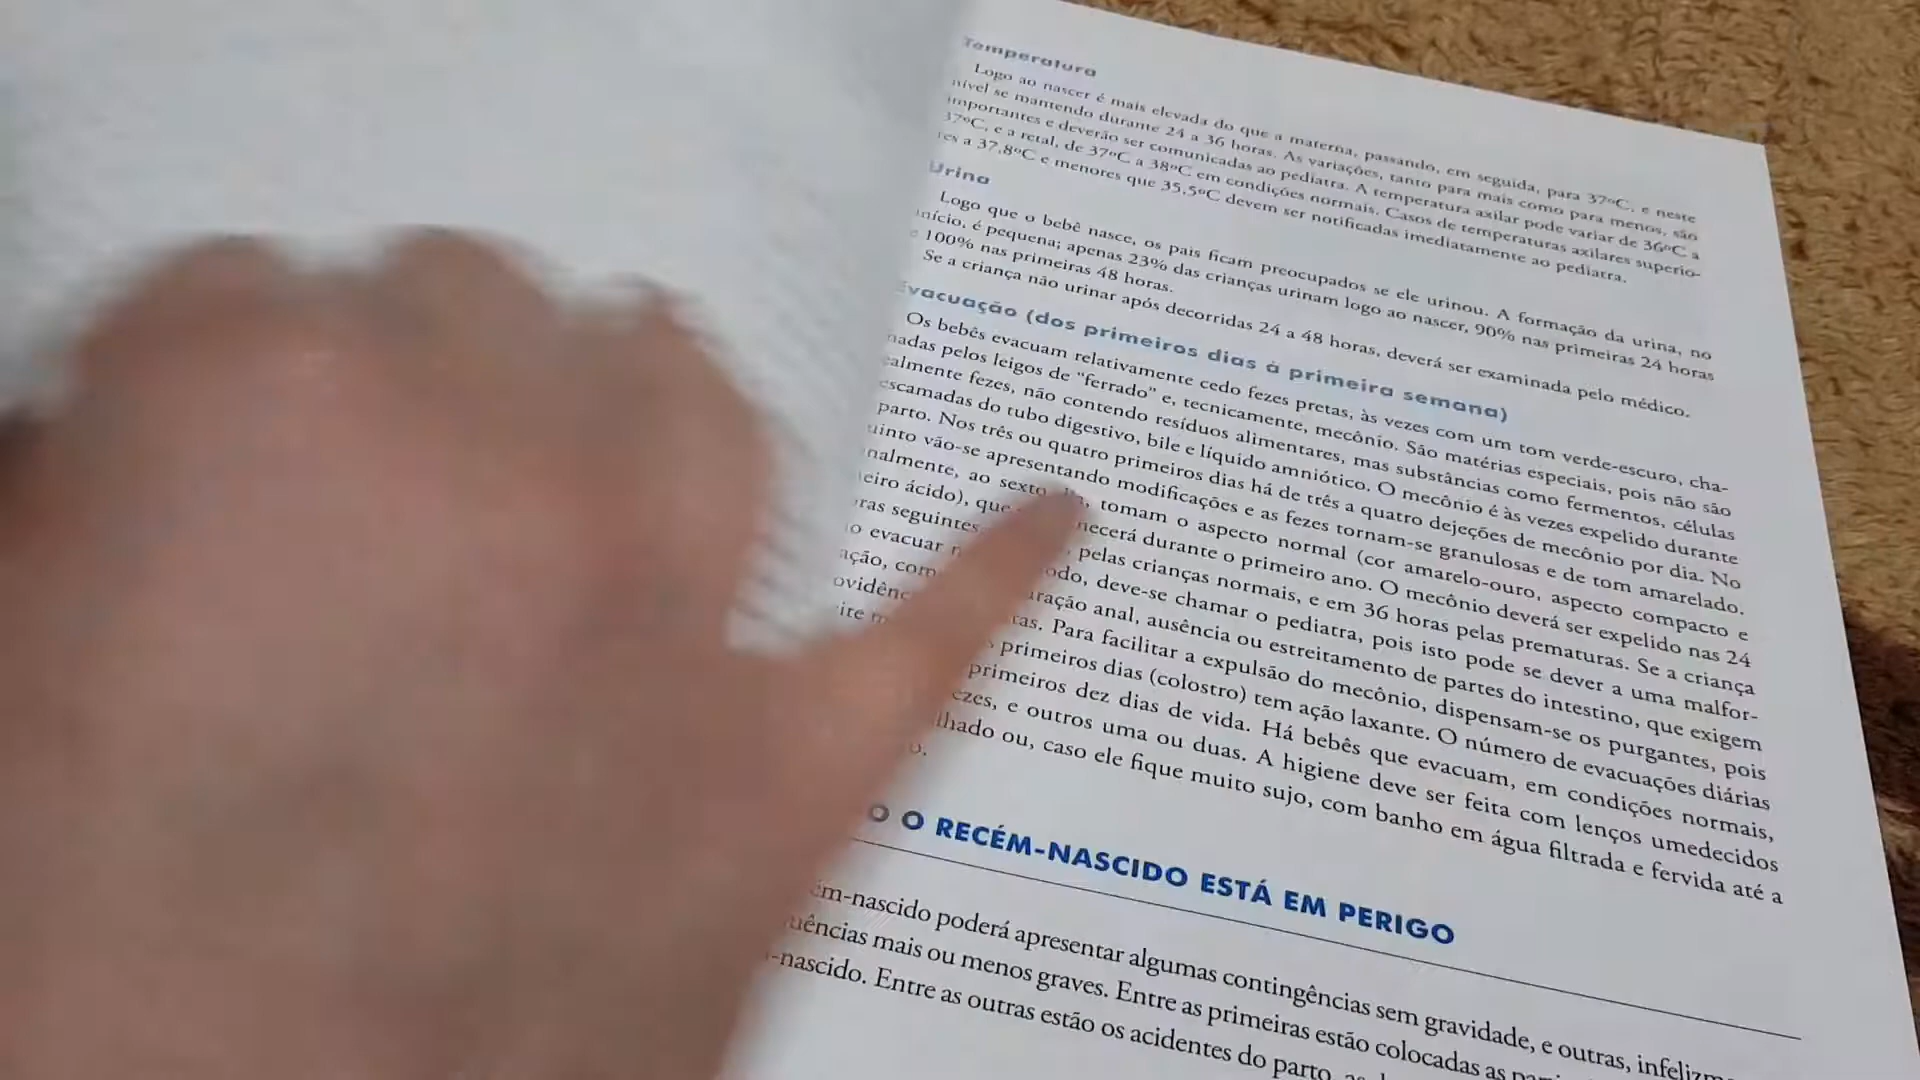 Temperatura
Logo ao nascer é mais elevada do que a materna, passando, em seguida, para 37ºC, e neste
nível se mantendo durante 24 a 36 horas. As variações, tanto para mais como para menos, são
importantes e deverão ser comunicadas ao pediatra. A temperatura axilar pode variar de 36ºC a
37ºC, e a retal, de 37ºC a 38ºC em condições normais. Casos de temperaturas axilares superio-
res a 37,8ºC e menores que 35,5ºC devem ser notificadas imediatamente ao pediatra.
Urina
Logo que o bebê nasce, os pais ficam preocupados se ele urinou. A formação da urina, no
início, é pequena; apenas 23% das crianças urinam logo ao nascer, 90% nas primeiras 24 horas
e 100% nas primeiras 48 horas.
Se a criança não urinar após decorridas 24 a 48 horas, deverá ser examinada pelo médico.
Evacuação (dos primeiros dias à primeira semana)
Os bebês evacuam relativamente cedo fezes pretas, às vezes com um tom verde-escuro, cha-
madas pelos leigos de "ferrado" e, tecnicamente, mecônio. São matérias especiais, pois não são
realmente fezes, não contendo resíduos alimentares, mas substâncias como fermentos, células
escamadas do tubo digestivo, bile e líquido amniótico. O mecônio é às vezes expelido durante
parto. Nos três ou quatro primeiros dias há de três a quatro dejeções de mecônio por dia. No
quinto vão-se apresentando modificações e as fezes tornam-se granulosas e de tom amarelado.
nalmente, ao sexto dia, tomam o aspecto normal (cor amarelo-ouro, aspecto compacto e
eiro ácido), que necerá durante o primeiro ano. O mecônio deverá ser expelido nas 24
ras seguintes pelas crianças normais, e em 36 horas pelas prematuras. Se a criança
o evacuar odo, deve-se chamar o pediatra, pois isto pode se dever a uma malfor-
ação, com uração anal, ausência ou estreitamento de partes do intestino, que exigem
ovidênc tas. Para facilitar a expulsão do mecônio, dispensam-se os purgantes, pois
ite primeiros dias (colostro) tem ação laxante. O número de evacuações diárias
primeiros dez dias de vida. Há bebês que evacuam, em condições normais,
ezes, e outros uma ou duas. A higiene deve ser feita com lenços umedecidos
lhado ou, caso ele fique muito sujo, com banho em água filtrada e fervida até a
o.
O O RECÉM-NASCIDO ESTÁ EM PERIGO
ém-nascido poderá apresentar algumas contingências sem gravidade, e outras, infelizm
uências mais ou menos graves. Entre as primeiras estão colocadas as
-nascido. Entre as outras estão os acidentes do parto,